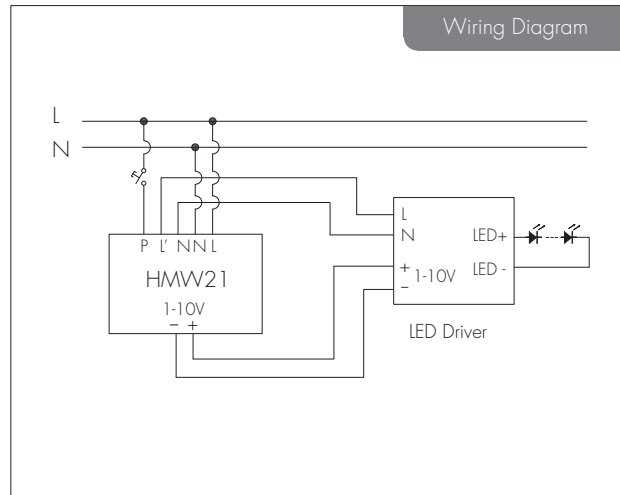 Wiring Diagram
L
N
P L' N N L
HMW21
1-10V
− +
L
N
+
−
1-10V
LED+
LED -
LED Driver